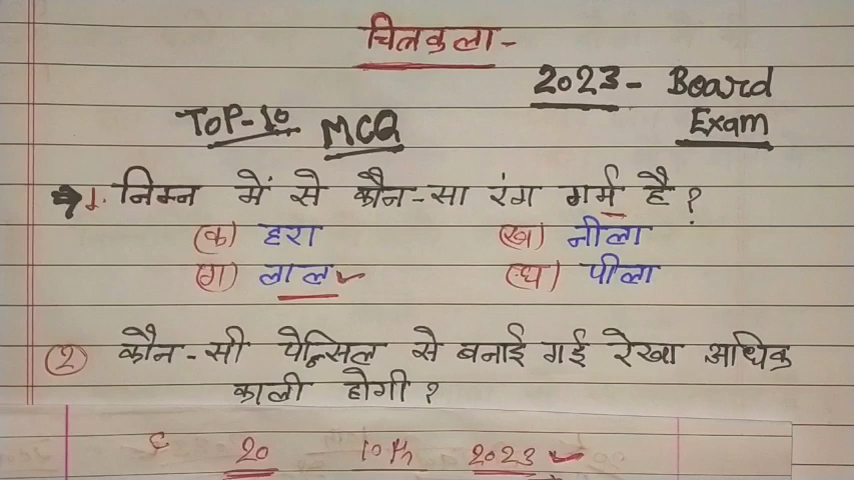 चित्रकला -
2023 - Board
TOP-10 MCQ Exam
→ 1. निम्न में से कौन-सा रंग गर्म है ?
(क) हरा (ख) नीला
(ग) लाल ✓ (घ) पीला
(2) कौन-सी पेन्सिल से बनाई गई रेखा अधिक
काली होगी ?
20 10th 2023 ✓